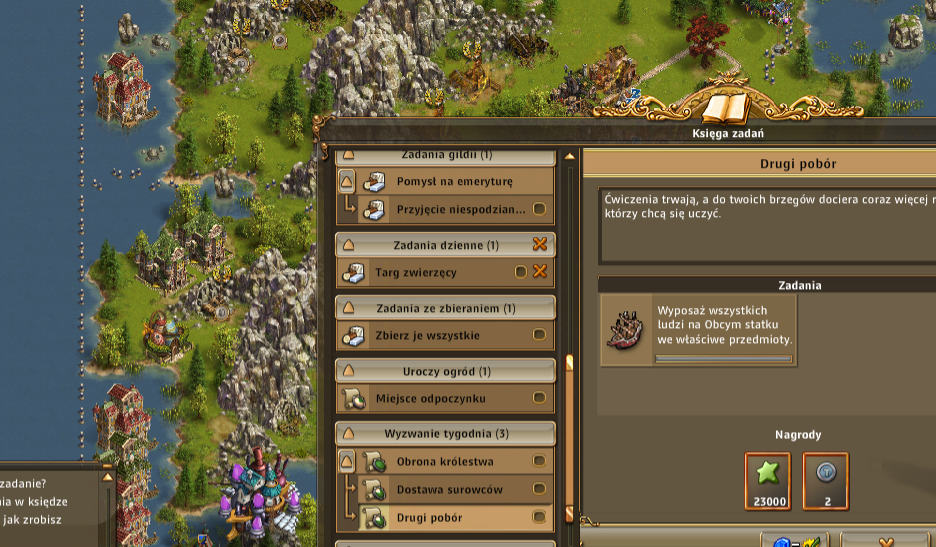 Księga zadań
Zadania gildii (1)
Pomysł na emeryturę
Przyjęcie niespodzian...
Zadania dzienne (1)
Targ zwierzęcy
Zadania ze zbieraniem (1)
Zbierz je wszystkie
Uroczy ogród (1)
Miejsce odpoczynku
Wyzwanie tygodnia (3)
Obrona królestwa
Dostawa surowców
Drugi pobór
Drugi pobór
Ćwiczenia trwają, a do twoich brzegów dociera coraz więcej
którzy chcą się uczyć.
Zadania
Wyposaż wszystkich
ludzi na Obcym statku
we właściwe przedmioty.
Nagrody
23000
2
zadanie?
nia w księdze
jak zrobisz